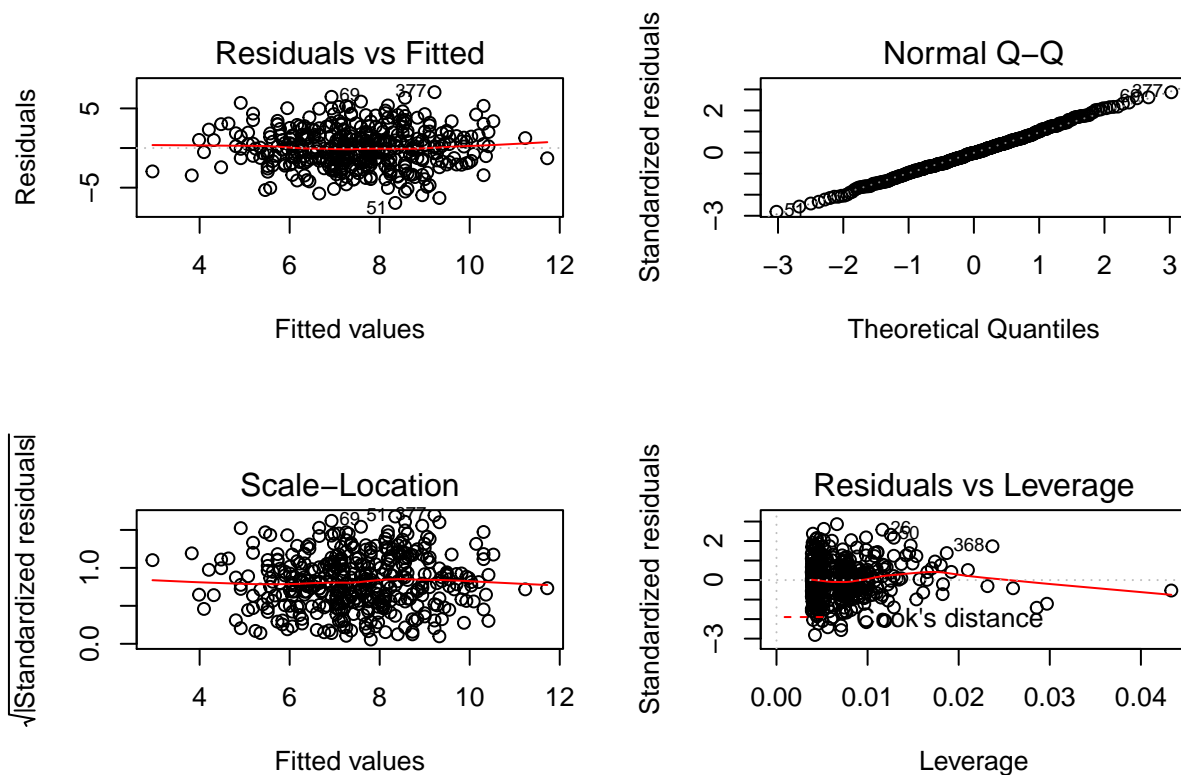 Residuals vs Fitted
Residuals
5
−5
69
377
51
4 6 8 10 12
Fitted values
Normal Q−Q
Standardized residuals
2
0
−3
377
51
−3 −2 −1 0 1 2 3
Theoretical Quantiles
Scale−Location
√|Standardized residuals|
1.0
0.0
69
51
377
4 6 8 10 12
Fitted values
Residuals vs Leverage
Standardized residuals
2
0
−3
26
368
Cook's distance
0.00 0.01 0.02 0.03 0.04
Leverage